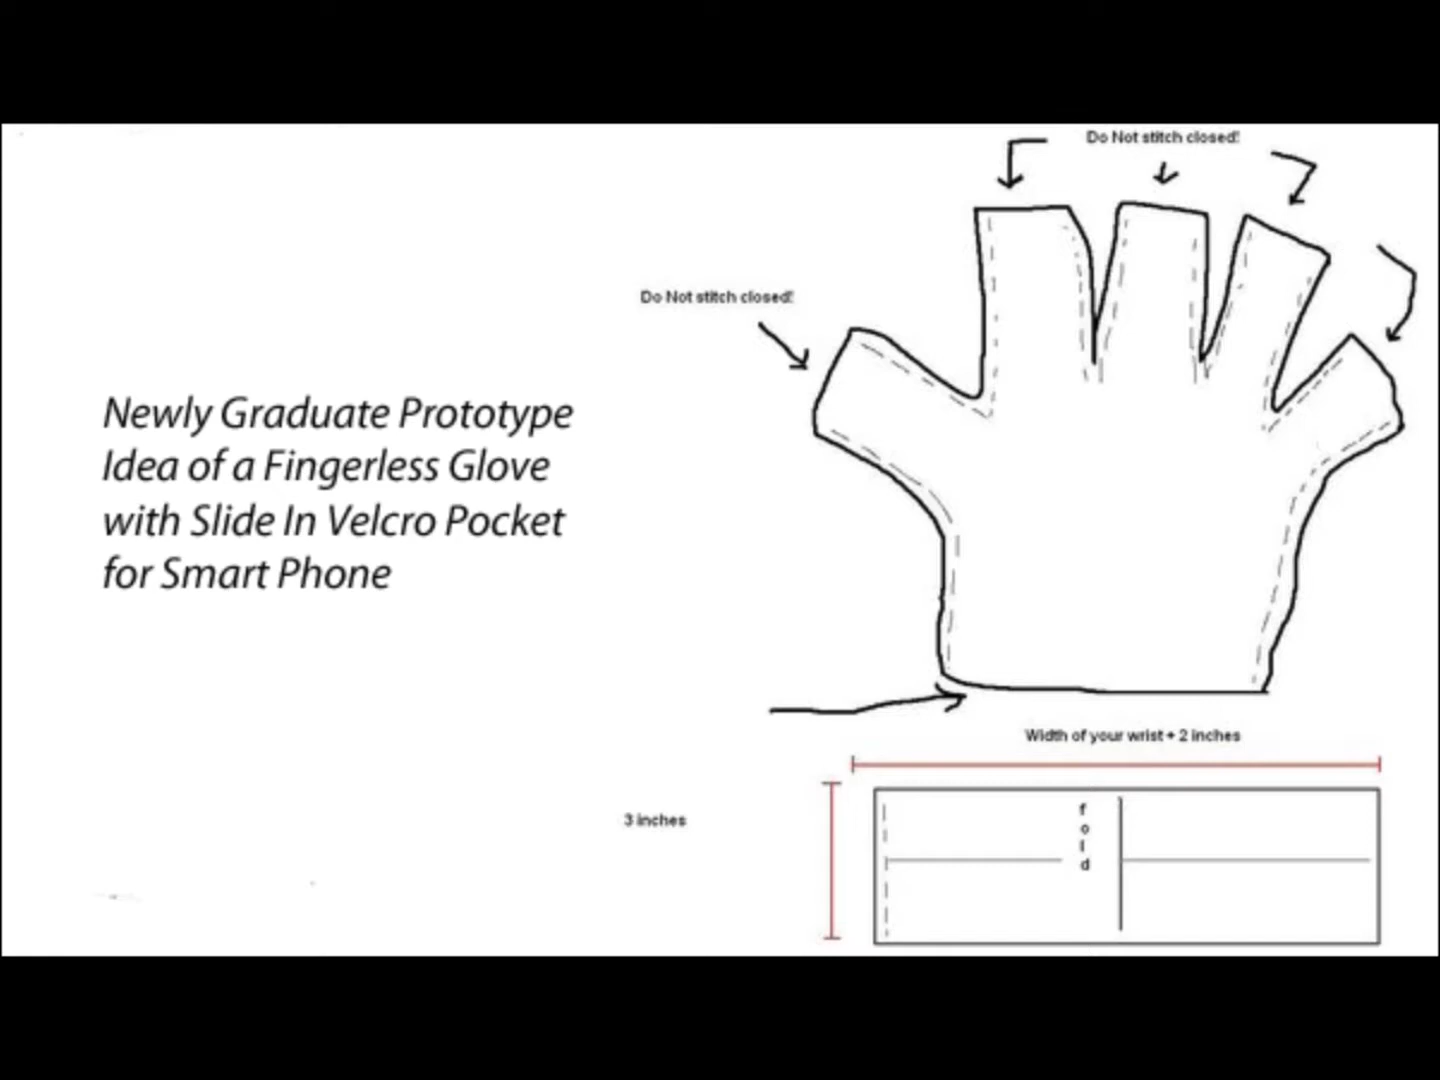 Do Not stitch closed!
Do Not stitch closed!
Newly Graduate Prototype
Idea of a Fingerless Glove
with Slide In Velcro Pocket
for Smart Phone
Width of your wrist + 2 inches
3 inches
fold